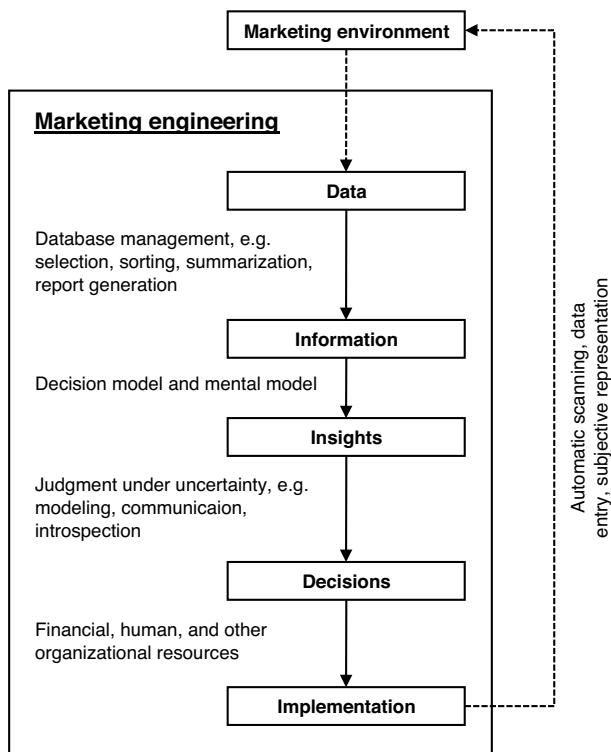 Marketing environment
Marketing engineering
Data
Database management, e.g.
selection, sorting, summarization,
report generation
Information
Decision model and mental model
Insights
Judgment under uncertainty, e.g.
modeling, communicaion,
introspection
Decisions
Financial, human, and other
organizational resources
Implementation
Automatic scanning, data
entry, subjective representation